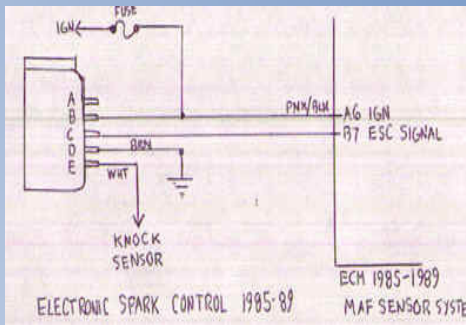 FUSE
IGN
A
B
C
D
E
PNK/BLK
A6 IGN
B7 ESC SIGNAL
BRN
WHT
KNOCK
SENSOR
ECM 1985-1989
ELECTRONIC SPARK CONTROL 1985-89
MAF SENSOR SYSTE